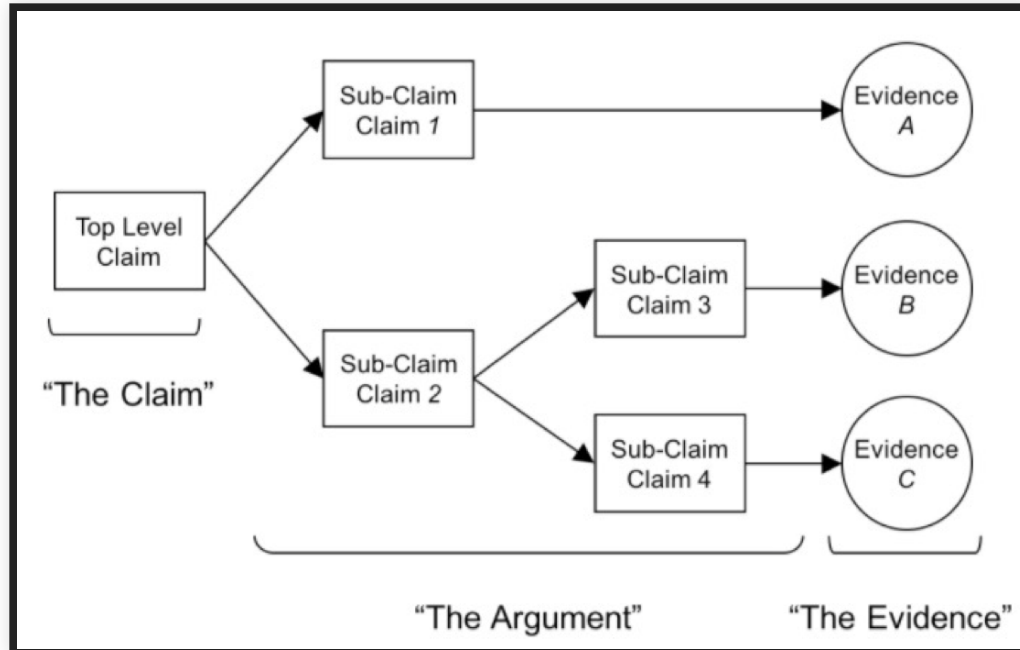 Sub-Claim
Claim 1
Evidence
A
Top Level
Claim
Sub-Claim
Claim 3
Evidence
B
"The Claim"
Sub-Claim
Claim 2
Sub-Claim
Claim 4
Evidence
C
“The Argument”
“The Evidence”